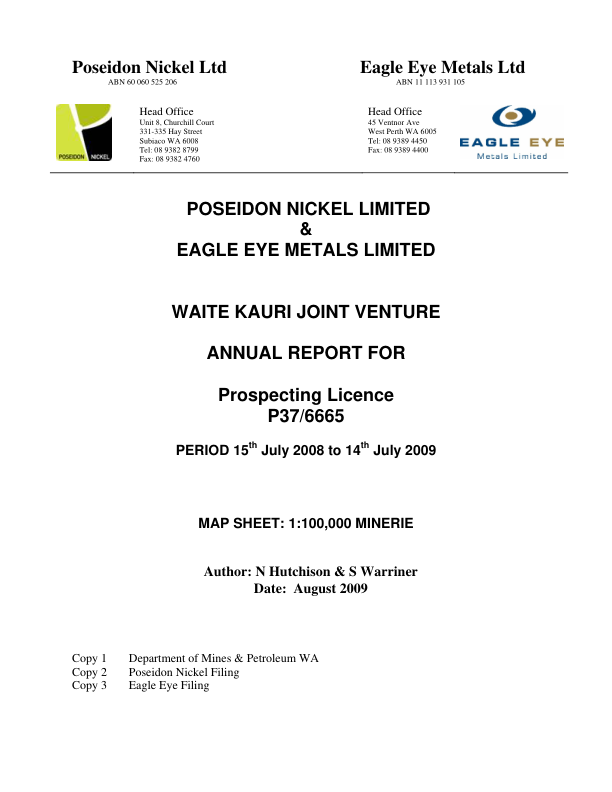 Poseidon Nickel Ltd
ABN 60 060 525 206
Eagle Eye Metals Ltd
ABN 11 113 931 105
POSEIDON NICKEL
Head Office
Unit 8, Churchill Court
331-335 Hay Street
Subiaco WA 6008
Tel: 08 9382 8799
Fax: 08 9382 4760
Head Office
45 Ventnor Ave
West Perth WA 6005
Tel: 08 9389 4450
Fax: 08 9389 4400
EAGLE EYE
Metals Limited
POSEIDON NICKEL LIMITED
&
EAGLE EYE METALS LIMITED
WAITE KAURI JOINT VENTURE
ANNUAL REPORT FOR
Prospecting Licence
P37/6665
PERIOD 15th July 2008 to 14th July 2009
MAP SHEET: 1:100,000 MINERIE
Author: N Hutchison & S Warriner
Date: August 2009
Copy 1 Department of Mines & Petroleum WA
Copy 2 Poseidon Nickel Filing
Copy 3 Eagle Eye Filing